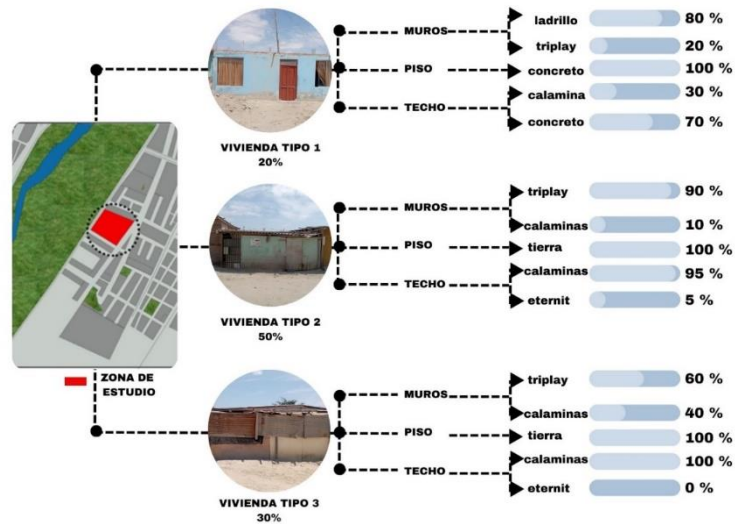 MUROS
ladrillo 80 %
triplay 20 %
PISO
concreto 100 %
TECHO
calamina 30 %
concreto 70 %
VIVIENDA TIPO 1
20%
MUROS
triplay 90 %
calaminas 10 %
PISO
tierra 100 %
TECHO
calaminas 95 %
eternit 5 %
VIVIENDA TIPO 2
50%
ZONA DE
ESTUDIO
MUROS
triplay 60 %
calaminas 40 %
PISO
tierra 100 %
TECHO
calaminas 100 %
eternit 0 %
VIVIENDA TIPO 3
30%